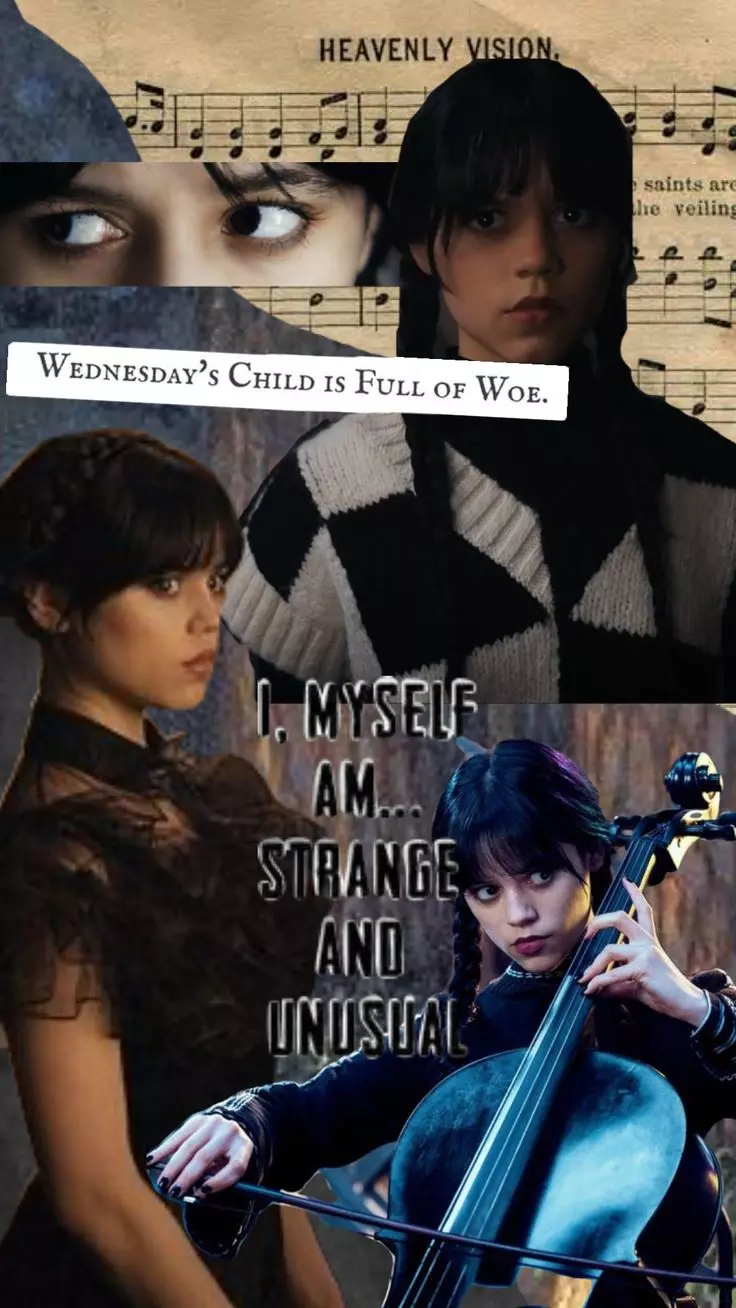 HEAVENLY VISION.
saints are
the veiling
WEDNESDAY'S CHILD IS FULL OF WOE.
I, MYSELF
AM...
STRANGE
AND
UNUSUAL